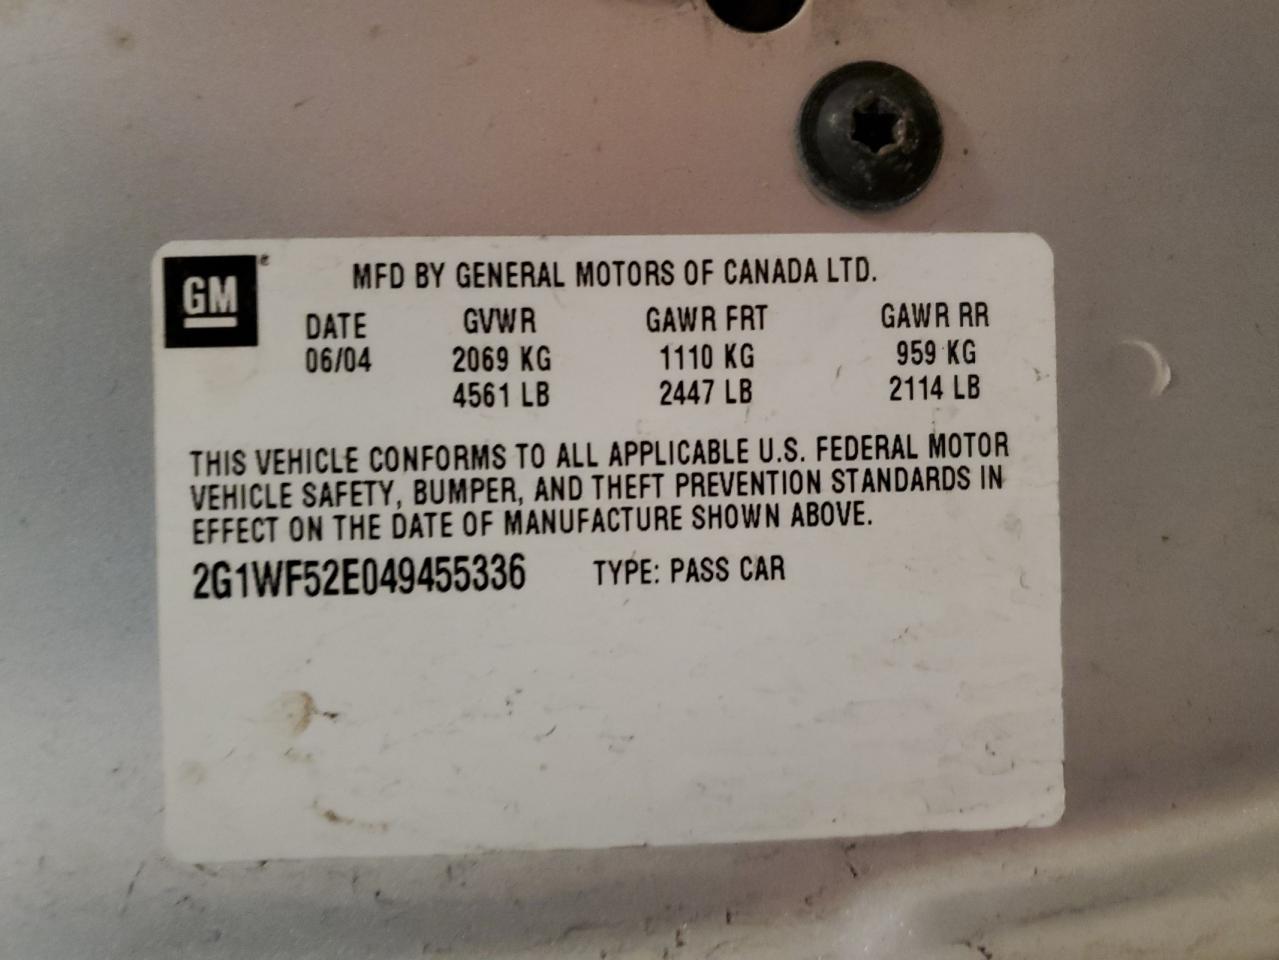 GM
MFD BY GENERAL MOTORS OF CANADA LTD.
DATE GVWR GAWR FRT GAWR RR
06/04 2069 KG 1110 KG 959 KG
4561 LB 2447 LB 2114 LB
THIS VEHICLE CONFORMS TO ALL APPLICABLE U.S. FEDERAL MOTOR
VEHICLE SAFETY, BUMPER, AND THEFT PREVENTION STANDARDS IN
EFFECT ON THE DATE OF MANUFACTURE SHOWN ABOVE.
2G1WF52E049455336 TYPE: PASS CAR